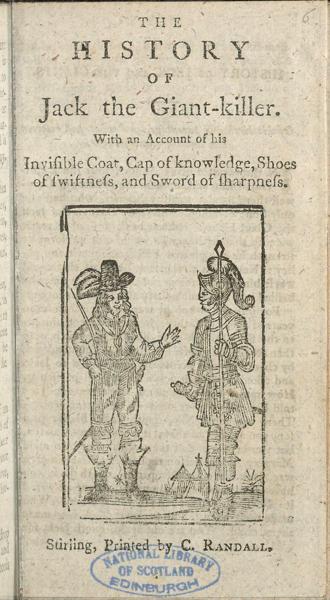 6.
THE
HISTORY
OF
Jack the Giant-killer.
With an Account of his
Inviſible Coat, Cap of knowledge, Shoes
of ſwiftneſs, and Sword of ſharpneſs.
Stirling, Printed by C. RANDALL.
NATIONAL LIBRARY
OF SCOTLAND
EDINBURGH